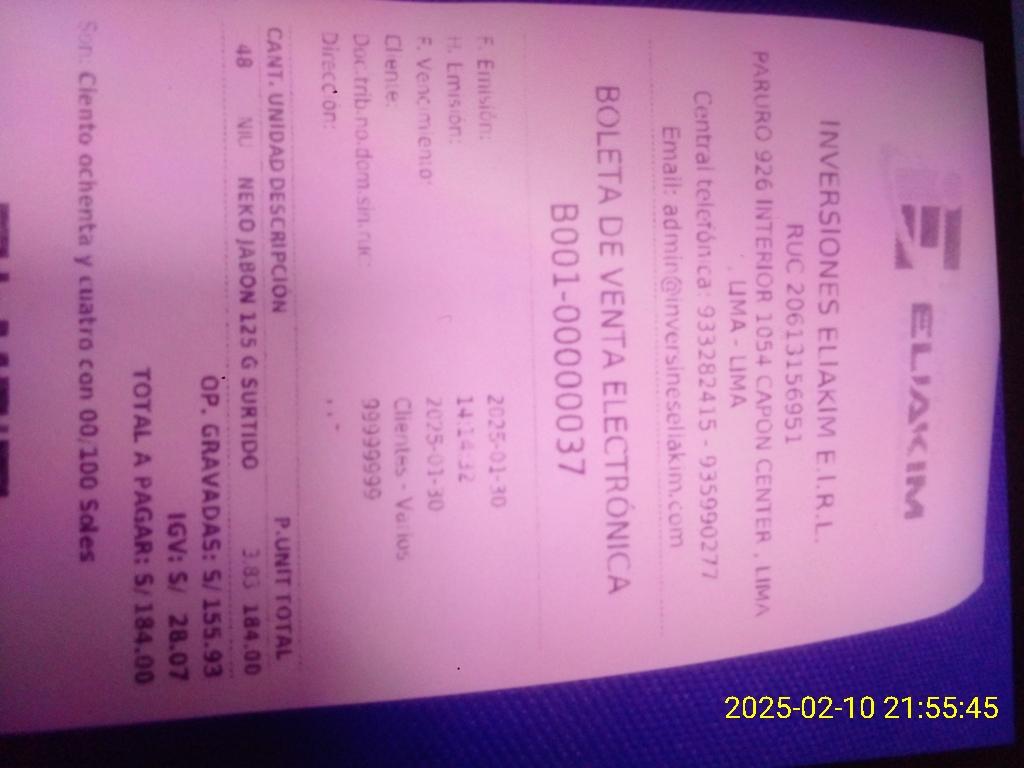 ELIAKIM
INVERSIONES ELIAKIM E.I.R.L.
RUC 20613156951
PARURO 926 INTERIOR 1054 CAPON CENTER , LIMA
, LIMA - LIMA
Central telefónica: 933282415 - 935990277
Email: admin@inversineseliakim.com
BOLETA DE VENTA ELECTRÓNICA
B001-00000037
F. Emisión: 2025-01-30
H. Emisión: 14:14:32
F. Vencimiento: 2025-01-30
Cliente: Clientes - Varios
Doc.trib.no.dom.sin.ruc: 99999999
Dirección: , , -
CANT. UNIDAD DESCRIPCIÓN P.UNIT TOTAL
48 NIU NEKO JABON 125 G SURTIDO 3.83 184.00
OP. GRAVADAS: S/ 155.93
IGV: S/ 28.07
TOTAL A PAGAR: S/ 184.00
Son: Ciento ochenta y cuatro con 00/100 Soles
2025-02-10 21:55:45